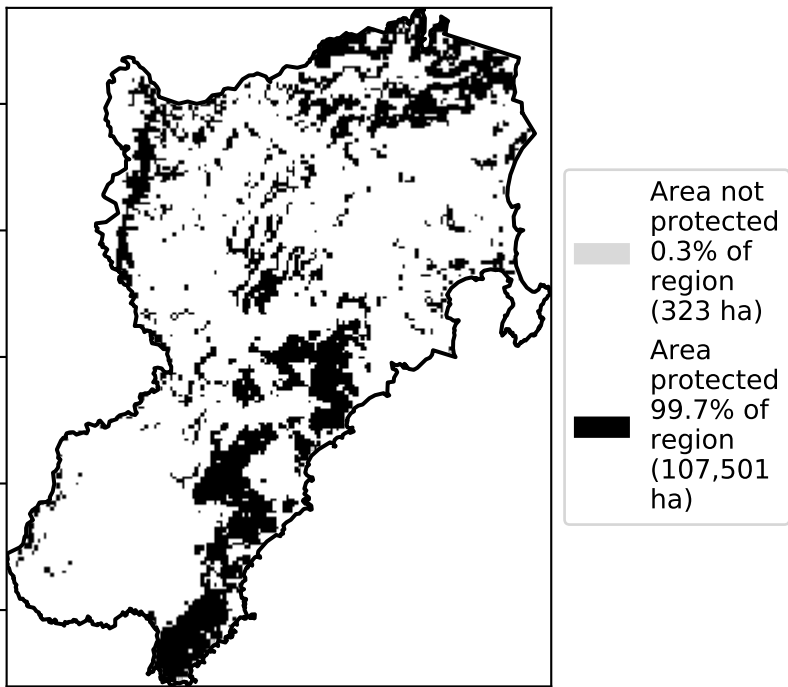 Area not
protected
0.3% of
region
(323 ha)
Area
protected
99.7% of
region
(107,501
ha)